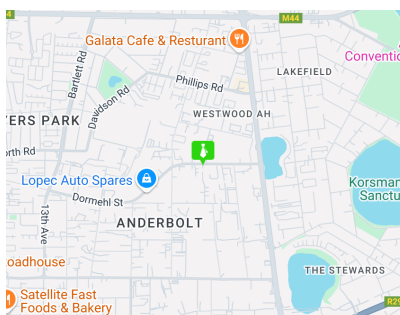 M44
Galata Cafe & Resturant
Conventio
LAKEFIELD
Bartlett Rd
Phillips Rd
Davidson Rd
WESTWOOD AH
YERS PARK
orth Rd
Lopec Auto Spares
Korsman
Sanctu
Dormehl St
13th Ave
ANDERBOLT
oadhouse
THE STEWARDS
Satellite Fast
Foods & Bakery
R29